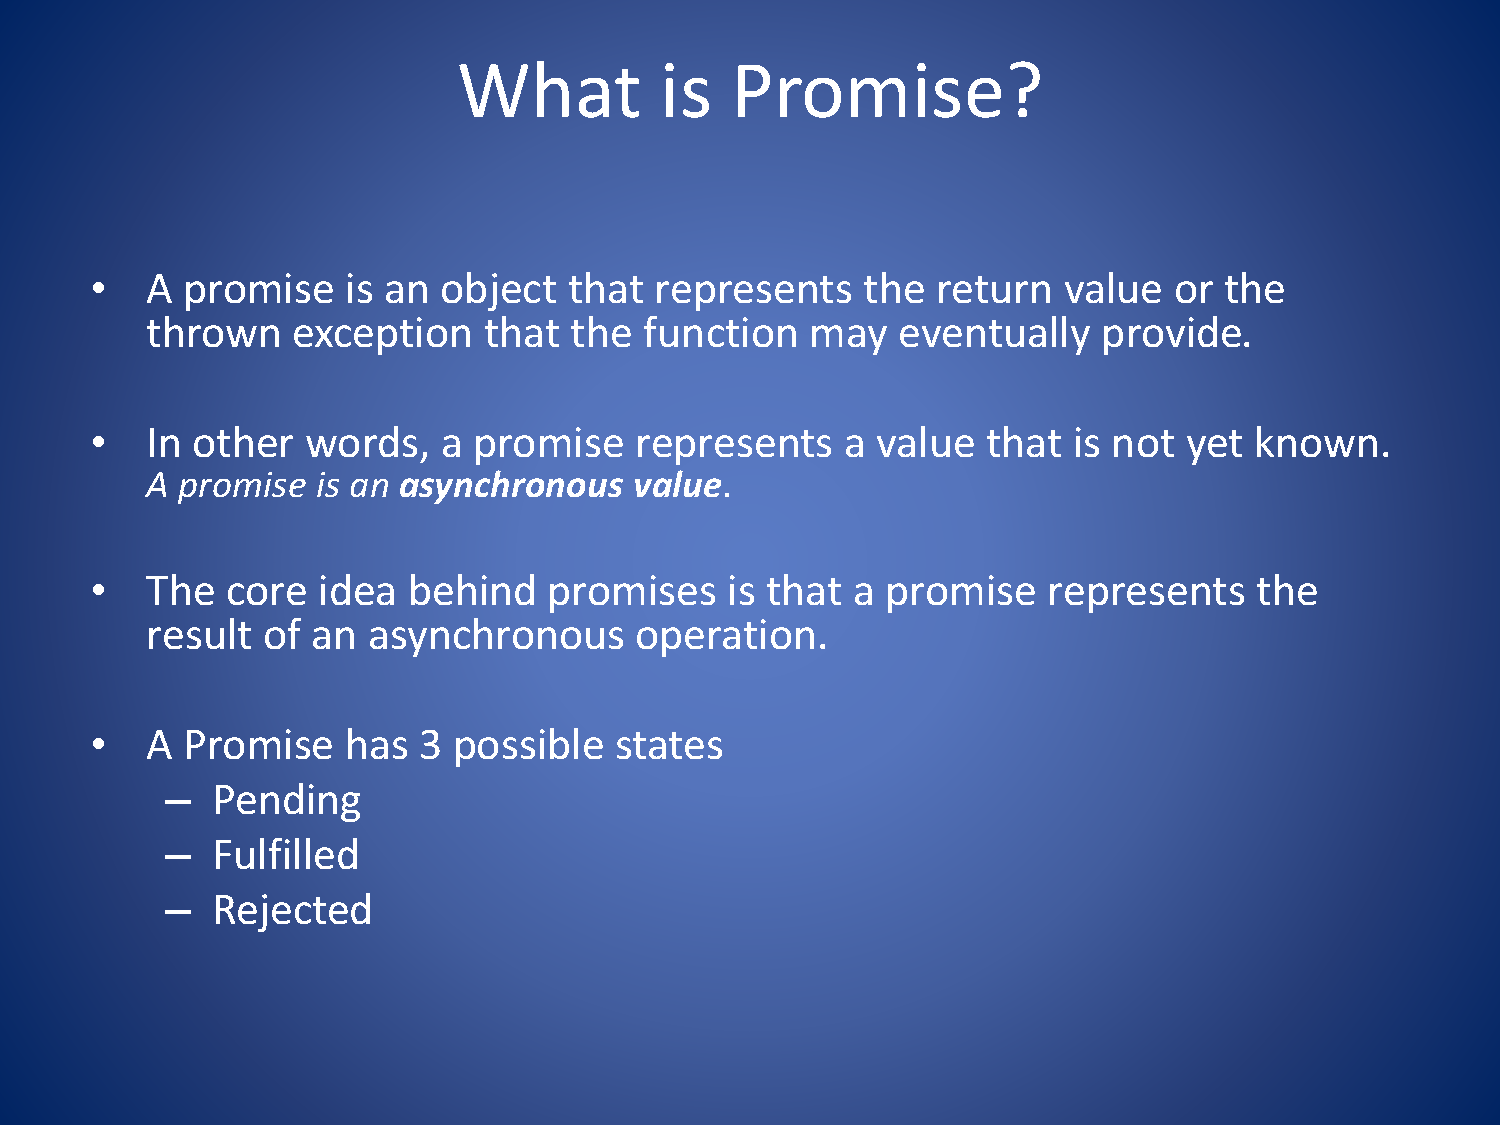 What is Promise?
• A promise is an object that represents the return value or the
thrown exception that the function may eventually provide.
• In other words, a promise represents a value that is not yet known.
A promise is an asynchronous value.
• The core idea behind promises is that a promise represents the
result of an asynchronous operation.
• A Promise has 3 possible states
– Pending
– Fulfilled
– Rejected